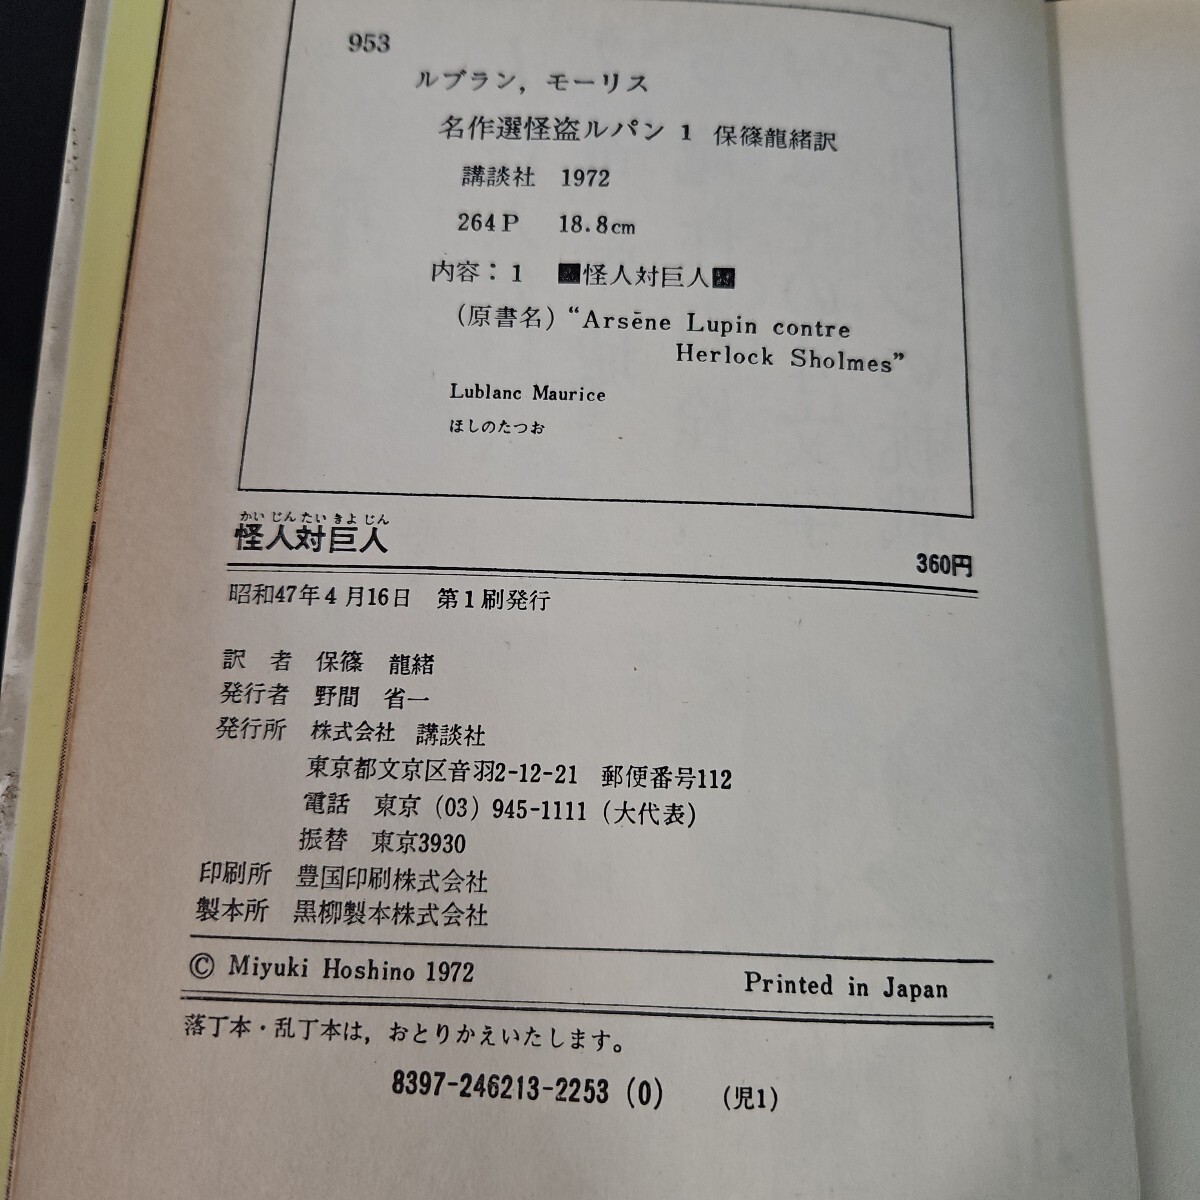 953
ルブラン，モーリス
名作選怪盗ルパン 1 保篠龍緒訳
講談社 1972
264P 18.8cm
内容：1 怪人対巨人
(原書名) “Arsēne Lupin contre
Herlock Sholmes”
Lublanc Maurice
ほしのたつお
かいじんたいきよじん
怪人対巨人
360円
昭和47年4月16日 第1刷発行
訳者 保篠 龍緒
発行者 野間 省一
発行所 株式会社 講談社
東京都文京区音羽2-12-21 郵便番号112
電話 東京 (03) 945-1111 (大代表)
振替 東京3930
印刷所 豊国印刷株式会社
製本所 黒柳製本株式会社
© Miyuki Hoshino 1972 Printed in Japan
落丁本・乱丁本は，おとりかえいたします。
8397-246213-2253 (0) (児1)